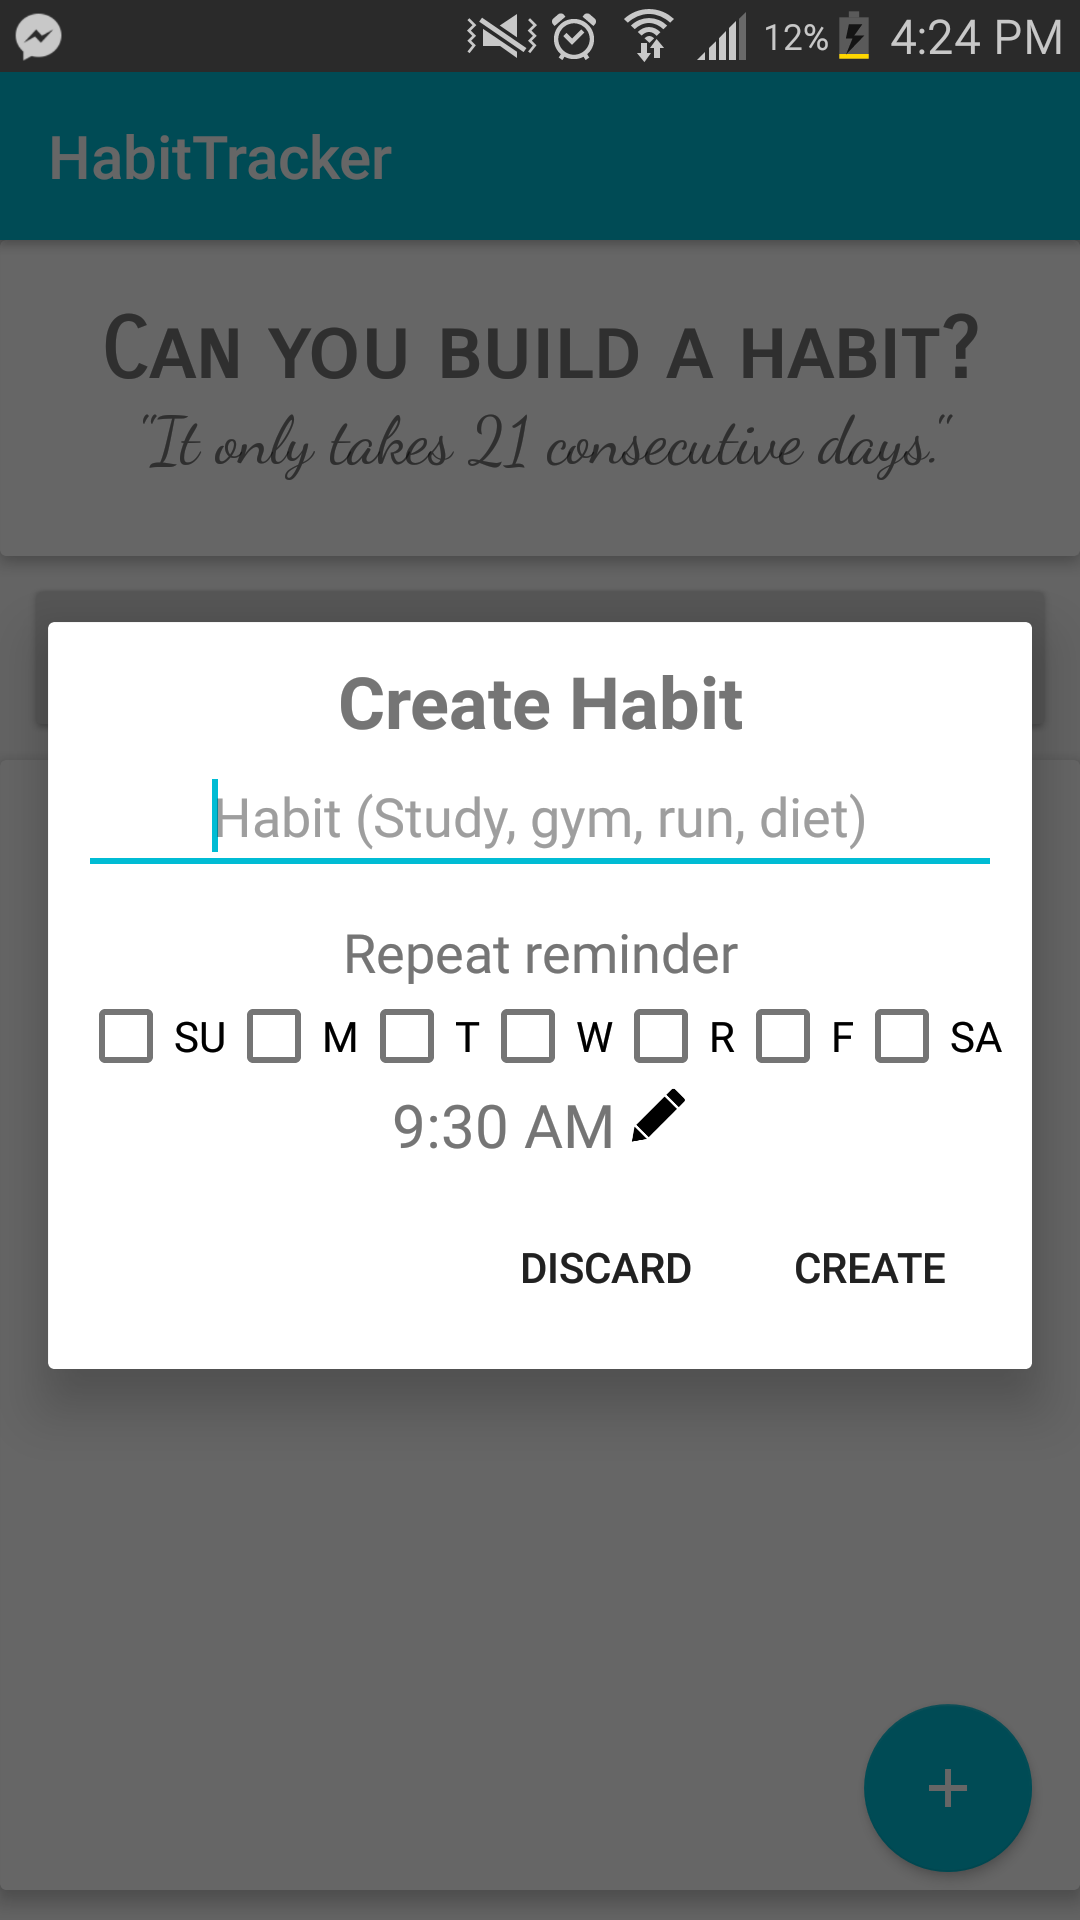 12% 4:24 PM
HabitTracker
CAN YOU BUILD A HABIT?
"It only takes 21 consecutive days."
Create Habit
Habit (Study, gym, run, diet)
Repeat reminder
SU M T W R F SA
9:30 AM
DISCARD CREATE
+